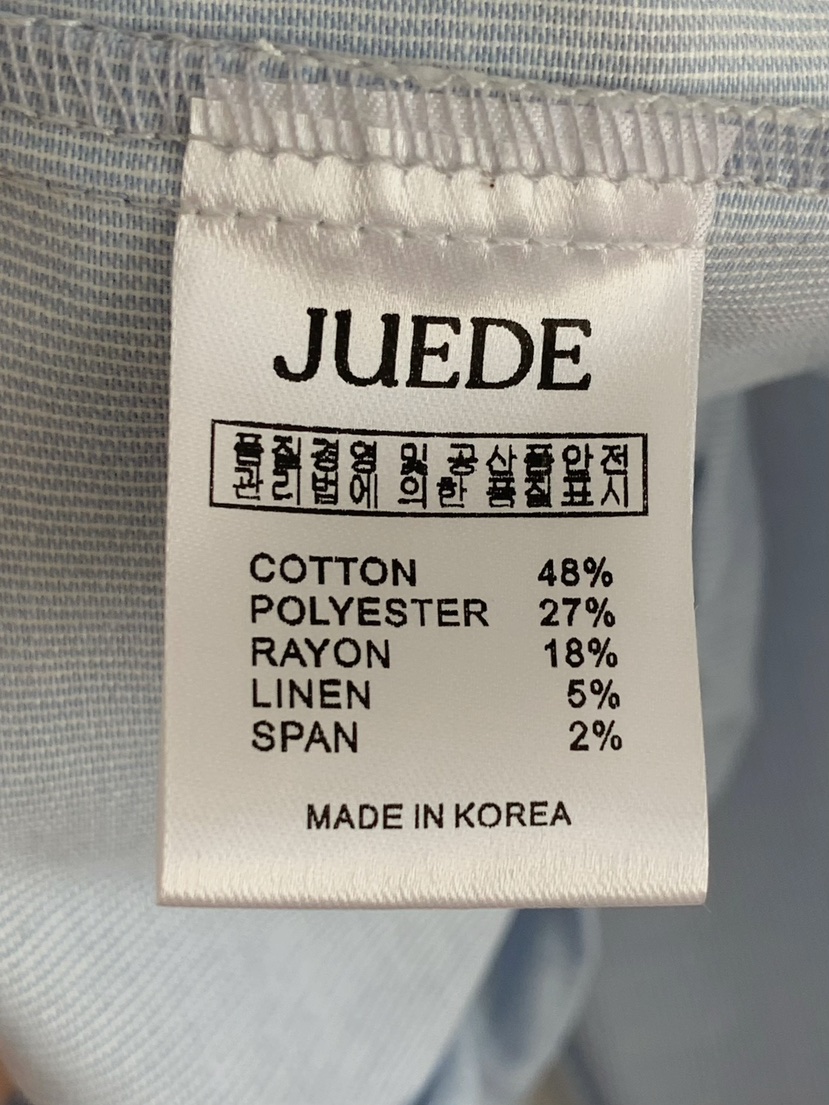 JUEDE
품질경영 및 공산품안전
관리법에 의한 품질표시
COTTON 48%
POLYESTER 27%
RAYON 18%
LINEN 5%
SPAN 2%
MADE IN KOREA